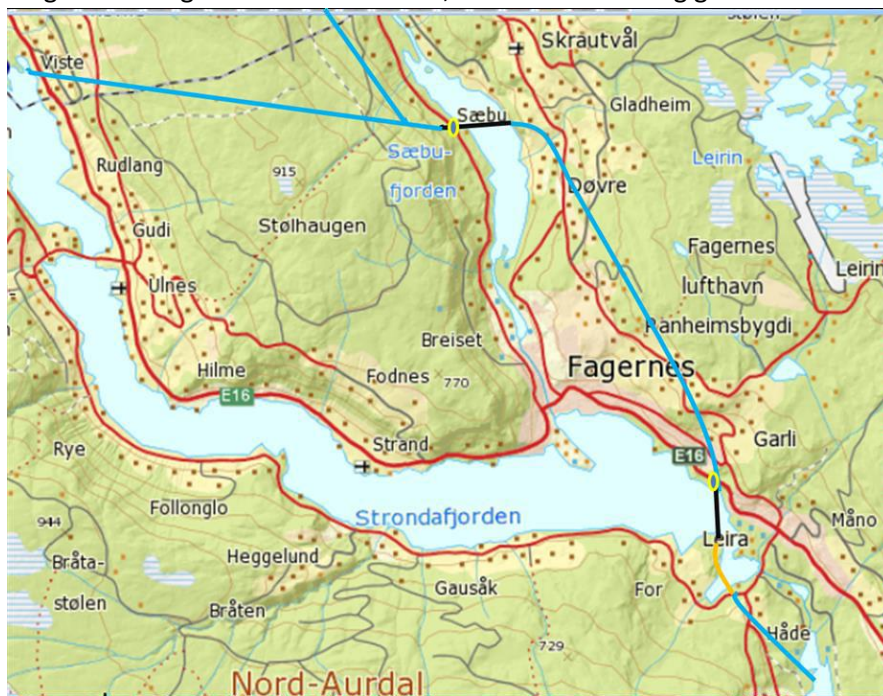 Skrautvål
Viste
Gladheim
Sæbu
Leirin
Sæbu-
fjorden
Rudlang
915
Døvre
Stølhaugen
Gudi
Fagernes
lufthavn
Leirin
Ulnes
Ranheimsbygdi
Breiset
Hilme
Fodnes
770
Fagernes
E16
Garli
Strand
E16
Rye
Follonglo
Strondafjorden
944
Leira
Måno
Bråta-
stølen
Heggelund
Gausåk
For
Bråten
Håde
729
Nord-Aurdal